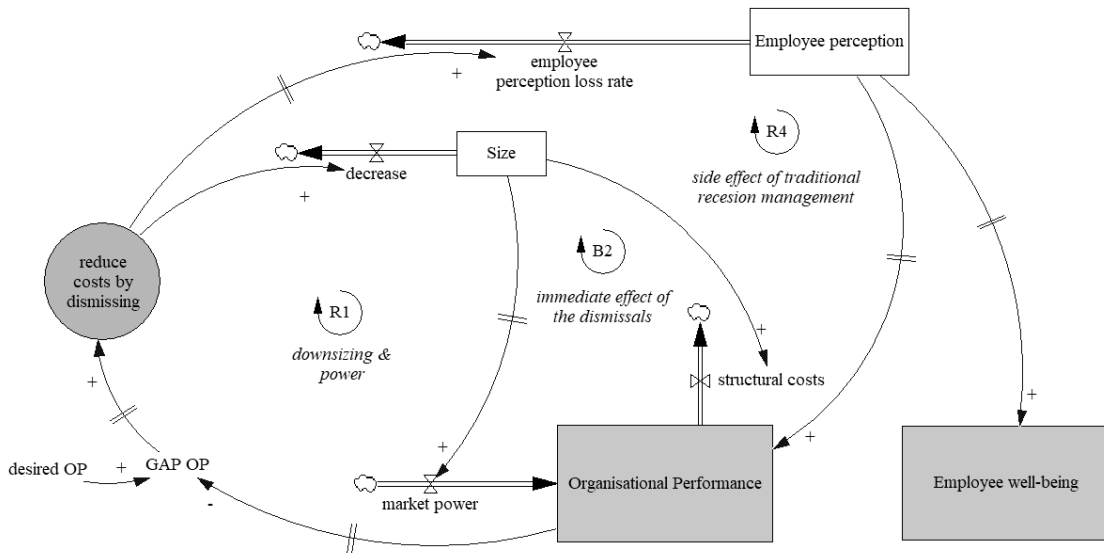 Employee perception
+
employee
perception loss rate
R4
side effect of traditional
recesion management
Size
decrease
+
reduce
costs by
dismissing
B2
immediate effect of
the dismissals
R1
downsizing &
power
+
structural costs
+
+
+
+
desired OP
+
GAP OP
-
market power
Organisational Performance
Employee well-being